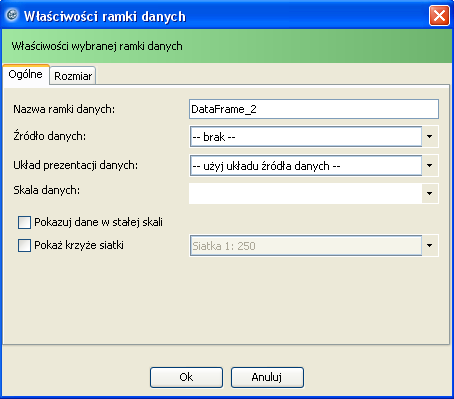 Właściwości ramki danych
Właściwości wybranej ramki danych
Ogólne Rozmiar
Nazwa ramki danych: DataFrame_2
Źródło danych: -- brak --
Układ prezentacji danych: -- użyj układu źródła danych --
Skala danych:
Pokazuj dane w stałej skali
Pokaż krzyże siatki Siatka 1: 250
Ok Anuluj